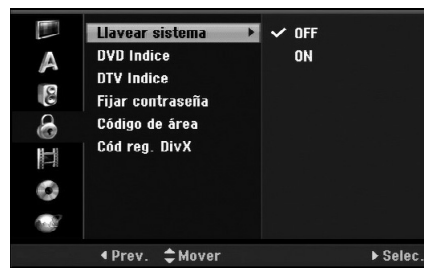 Llavear sistema
OFF
DVD Indice
ON
DTV Indice
Fijar contraseña
Código de área
Cód reg. DivX
Prev. Mover Selec.